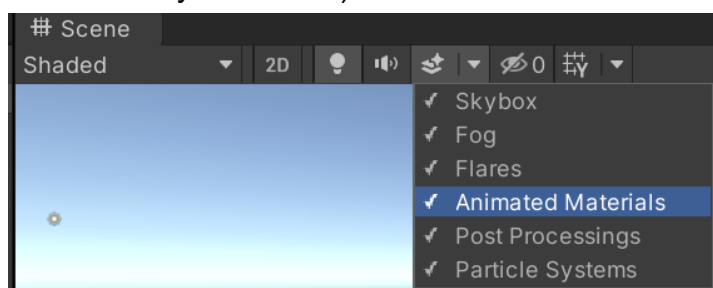 # Scene
Shaded 2D 0 Y
Skybox
Fog
Flares
Animated Materials
Post Processings
Particle Systems